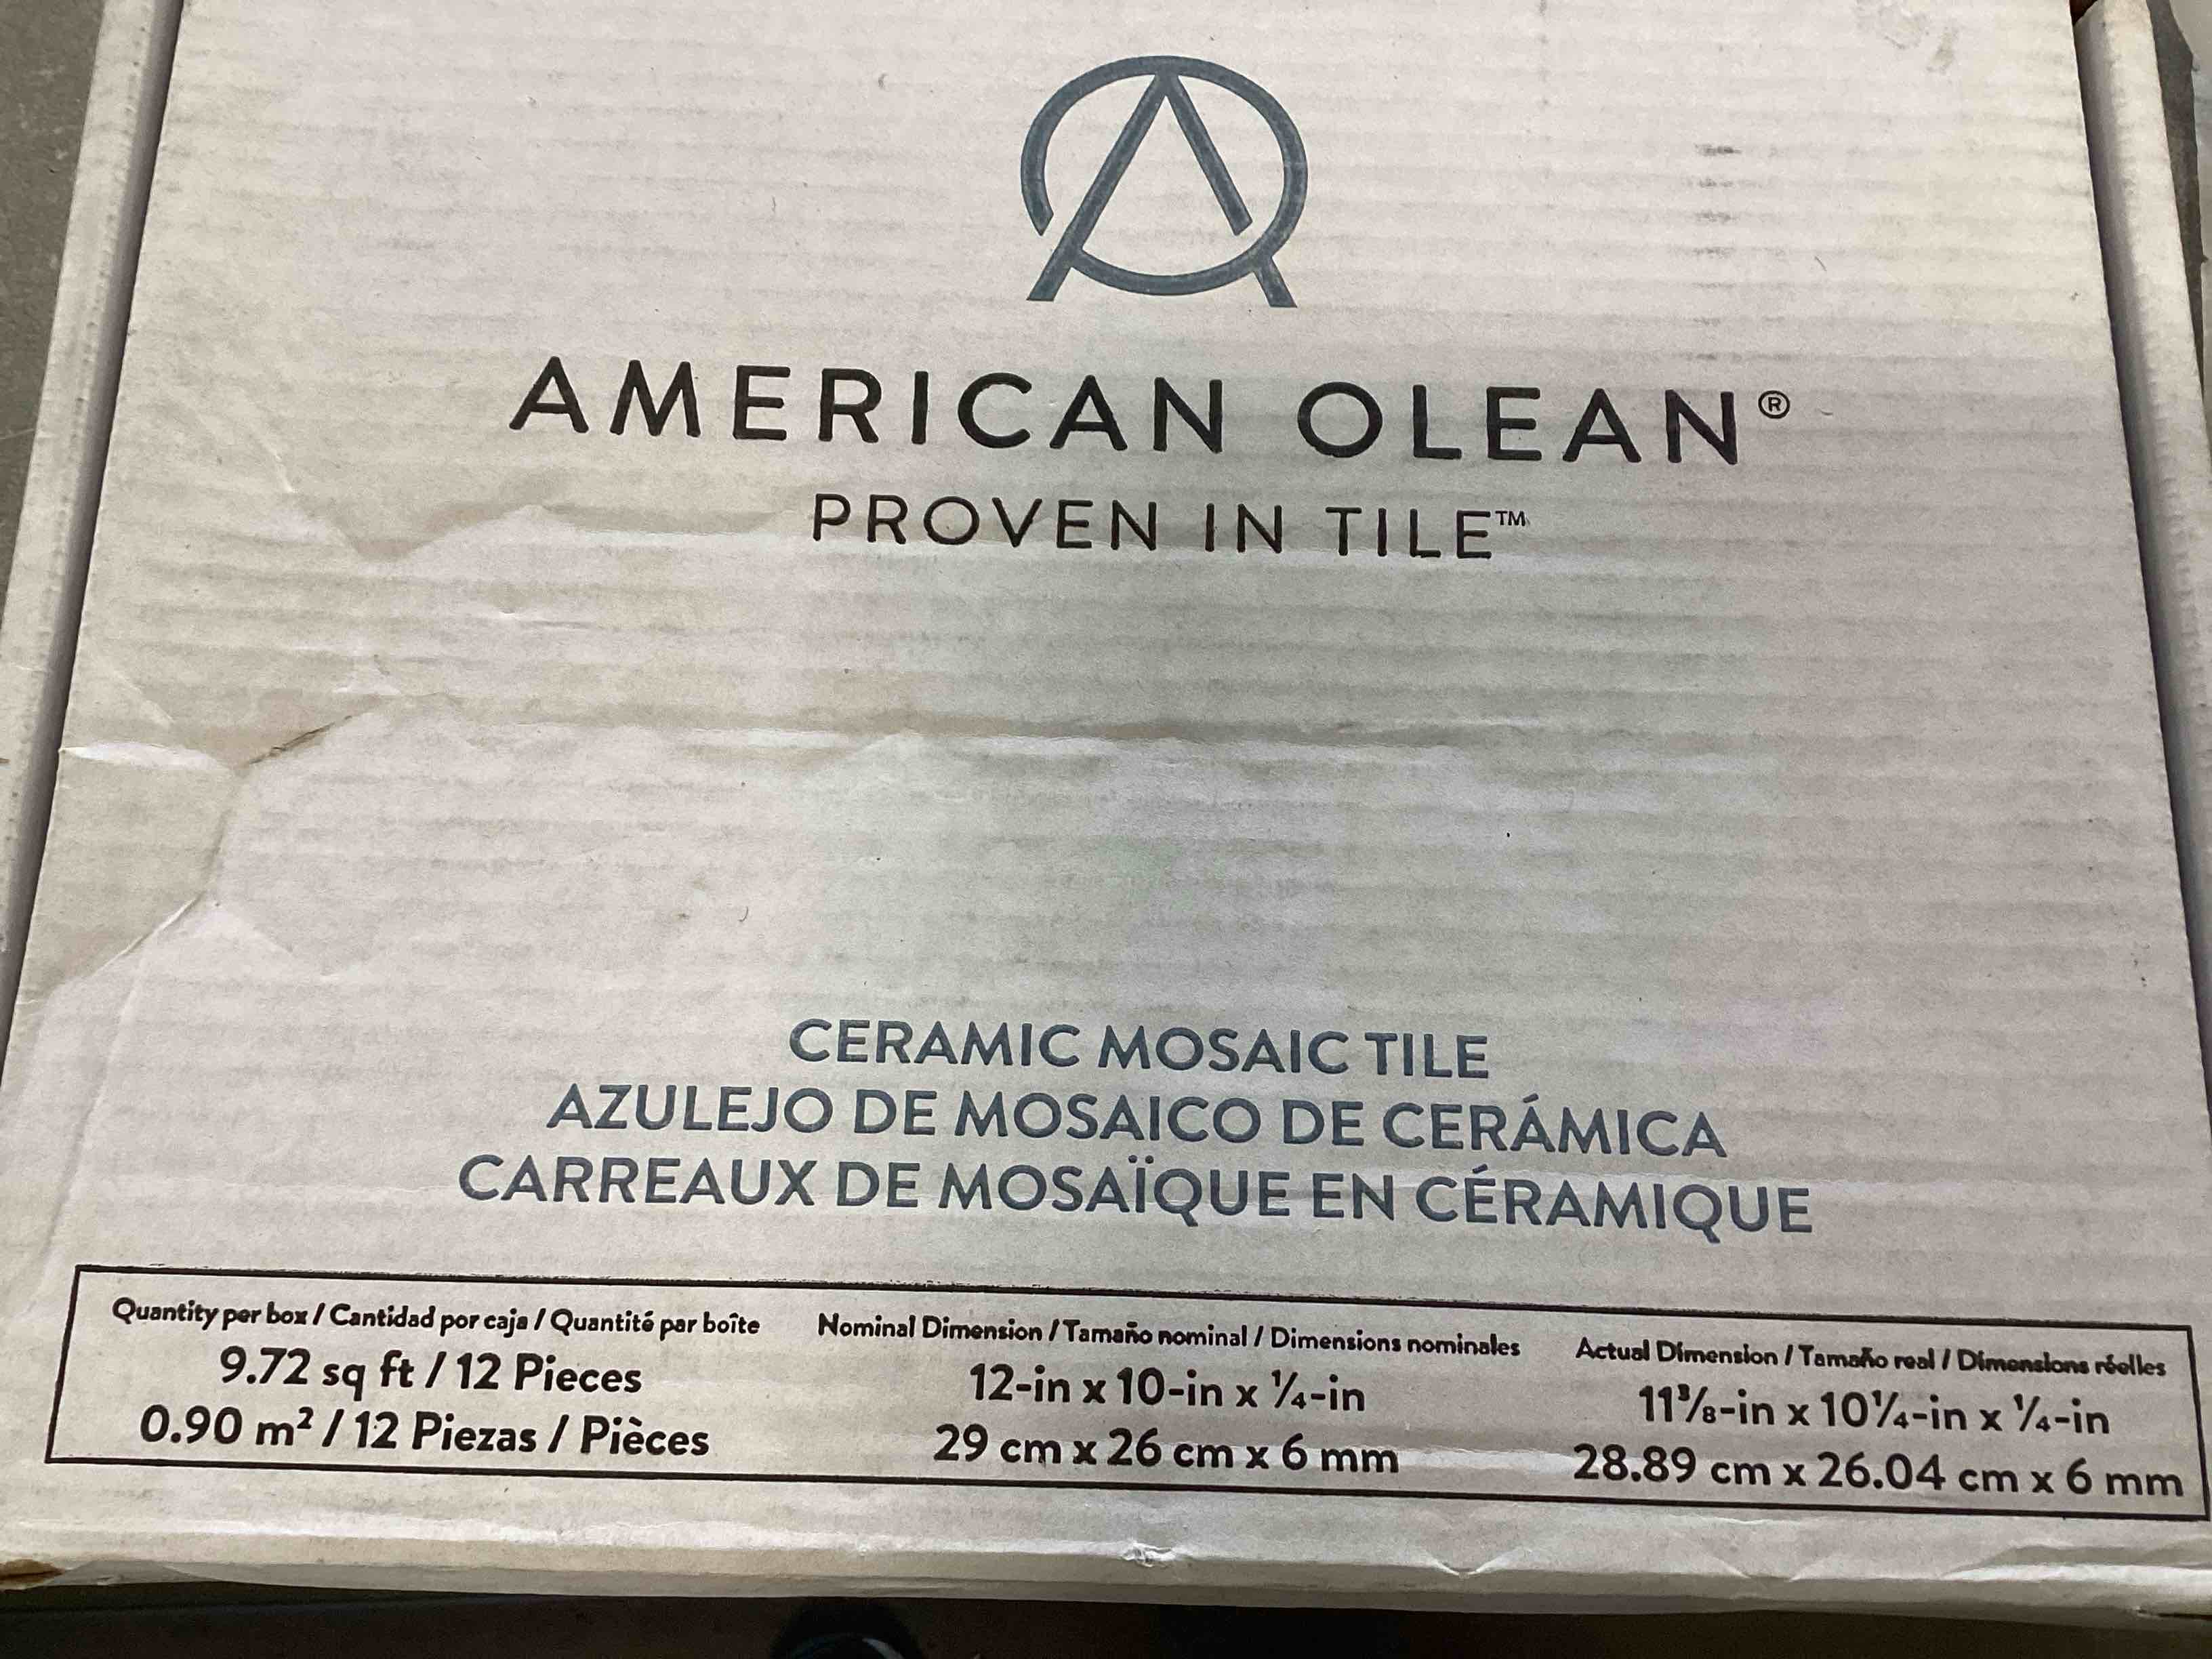 AMERICAN OLEAN®
PROVEN IN TILE™
CERAMIC MOSAIC TILE
AZULEJO DE MOSAICO DE CERÁMICA
CARREAUX DE MOSAÏQUE EN CÉRAMIQUE
Quantity per box / Cantidad por caja / Quantité par boîte
9.72 sq ft / 12 Pieces
0.90 m² / 12 Piezas / Pièces
Nominal Dimension / Tamaño nominal / Dimensions nominales
12-in x 10-in x ¼-in
29 cm x 26 cm x 6 mm
Actual Dimension / Tamaño real / Dimensions réelles
11⅜-in x 10¼-in x ¼-in
28.89 cm x 26.04 cm x 6 mm